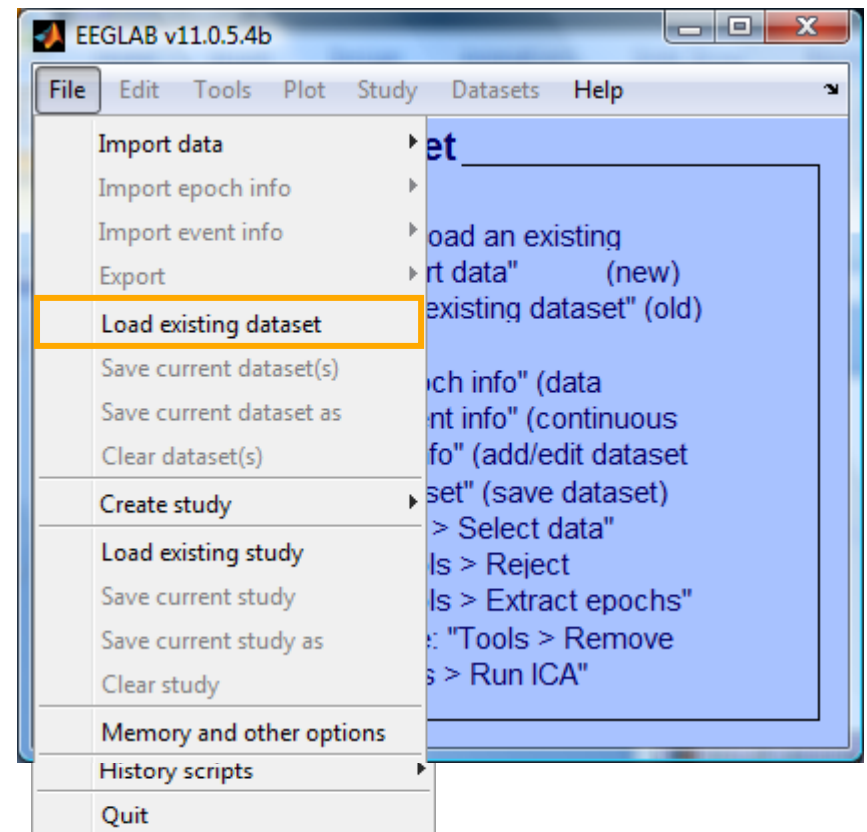 EEGLAB v11.0.5.4b
File Edit Tools Plot Study Datasets Help
Import data
Import epoch info
Import event info
Export
Load existing dataset
Save current dataset(s)
Save current dataset as
Clear dataset(s)
Create study
Load existing study
Save current study
Save current study as
Clear study
Memory and other options
History scripts
Quit
et
oad an existing
rt data" (new)
existing dataset" (old)
och info" (data
ent info" (continuous
fo" (add/edit dataset
set" (save dataset)
> Select data"
ls > Reject
ls > Extract epochs"
e: "Tools > Remove
s > Run ICA"